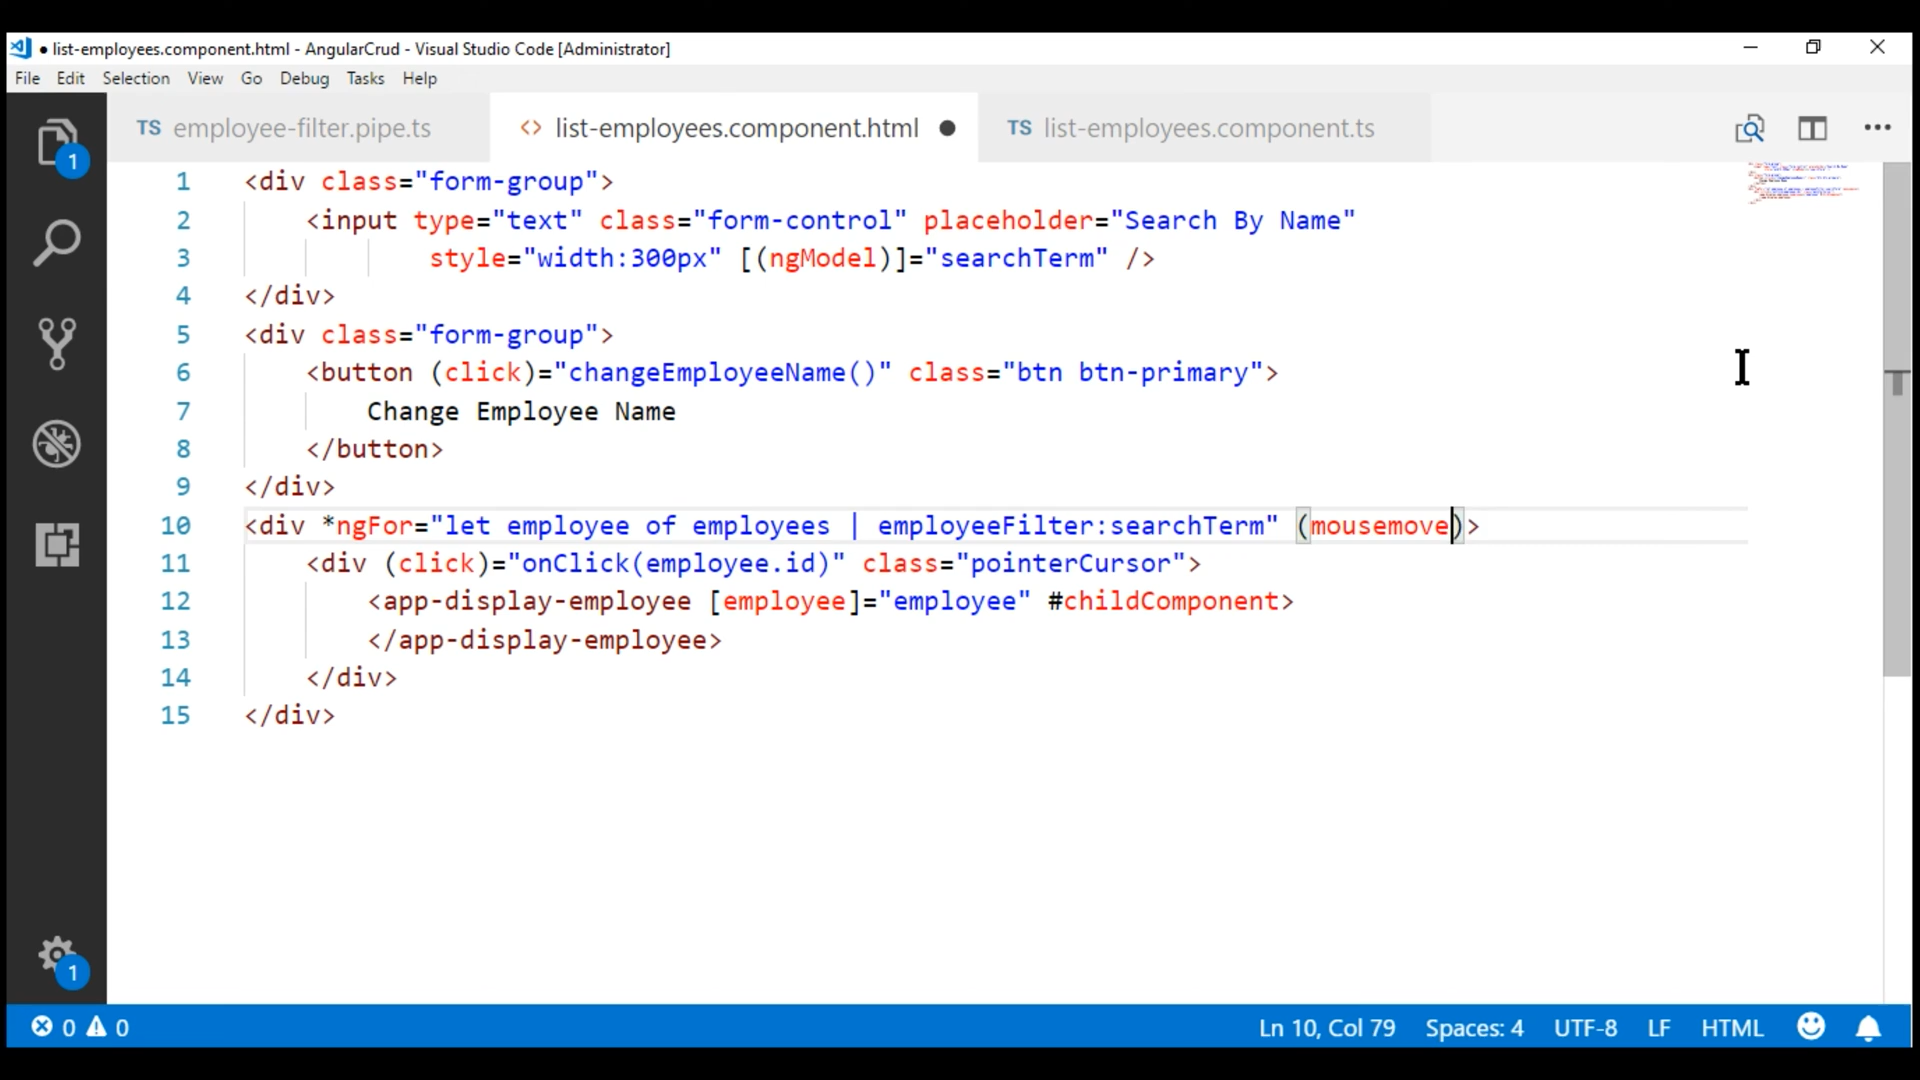 list-employees.component.html - AngularCrud - Visual Studio Code [Administrator]
File Edit Selection View Go Debug Tasks Help
TS employee-filter.pipe.ts <> list-employees.component.html TS list-employees.component.ts
1 <div class="form-group">
2 <input type="text" class="form-control" placeholder="Search By Name"
3 style="width:300px" [(ngModel)]="searchTerm" />
4 </div>
5 <div class="form-group">
6 <button (click)="changeEmployeeName()" class="btn btn-primary">
7 Change Employee Name
8 </button>
9 </div>
10 <div *ngFor="let employee of employees | employeeFilter:searchTerm" (mousemove)>
11 <div (click)="onClick(employee.id)" class="pointerCursor">
12 <app-display-employee [employee]="employee" #childComponent>
13 </app-display-employee>
14 </div>
15 </div>
1
1
0 0 Ln 10, Col 79 Spaces: 4 UTF-8 LF HTML